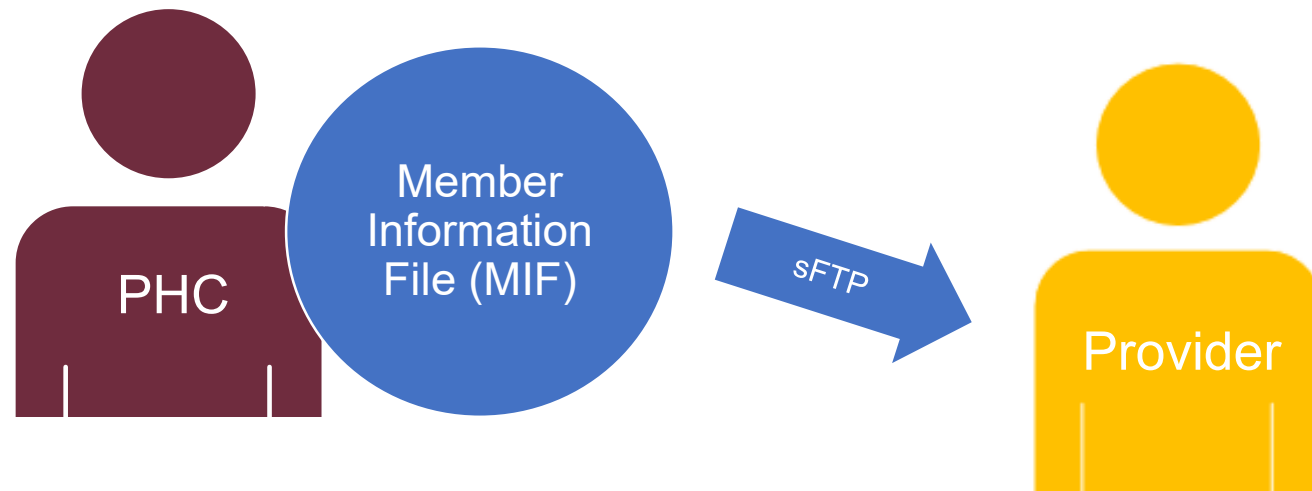 PHC
Member
Information
File (MIF)
sFTP
Provider